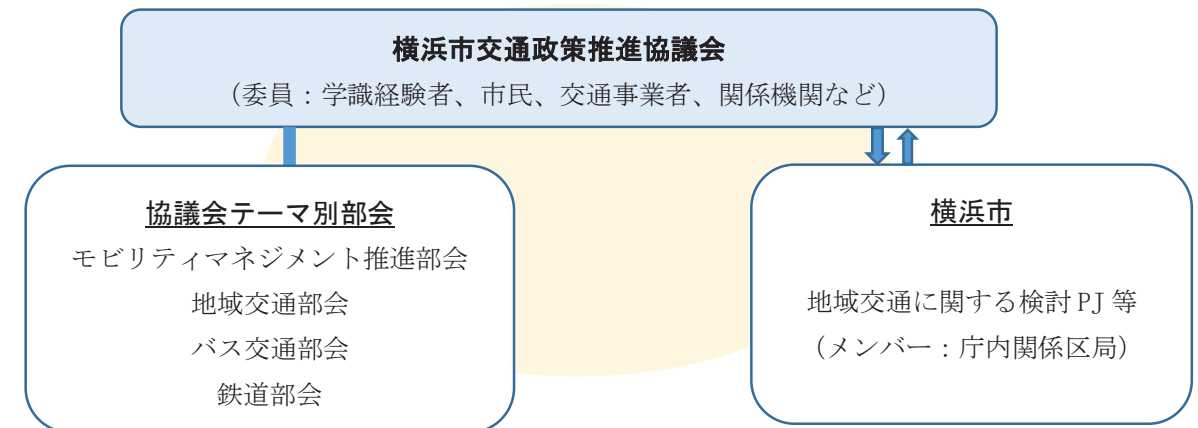 横浜市交通政策推進協議会
（委員：学識経験者、市民、交通事業者、関係機関など）
協議会テーマ別部会
モビリティマネジメント推進部会
地域交通部会
バス交通部会
鉄道部会
横浜市
地域交通に関する検討 PJ 等
（メンバー：庁内関係区局）